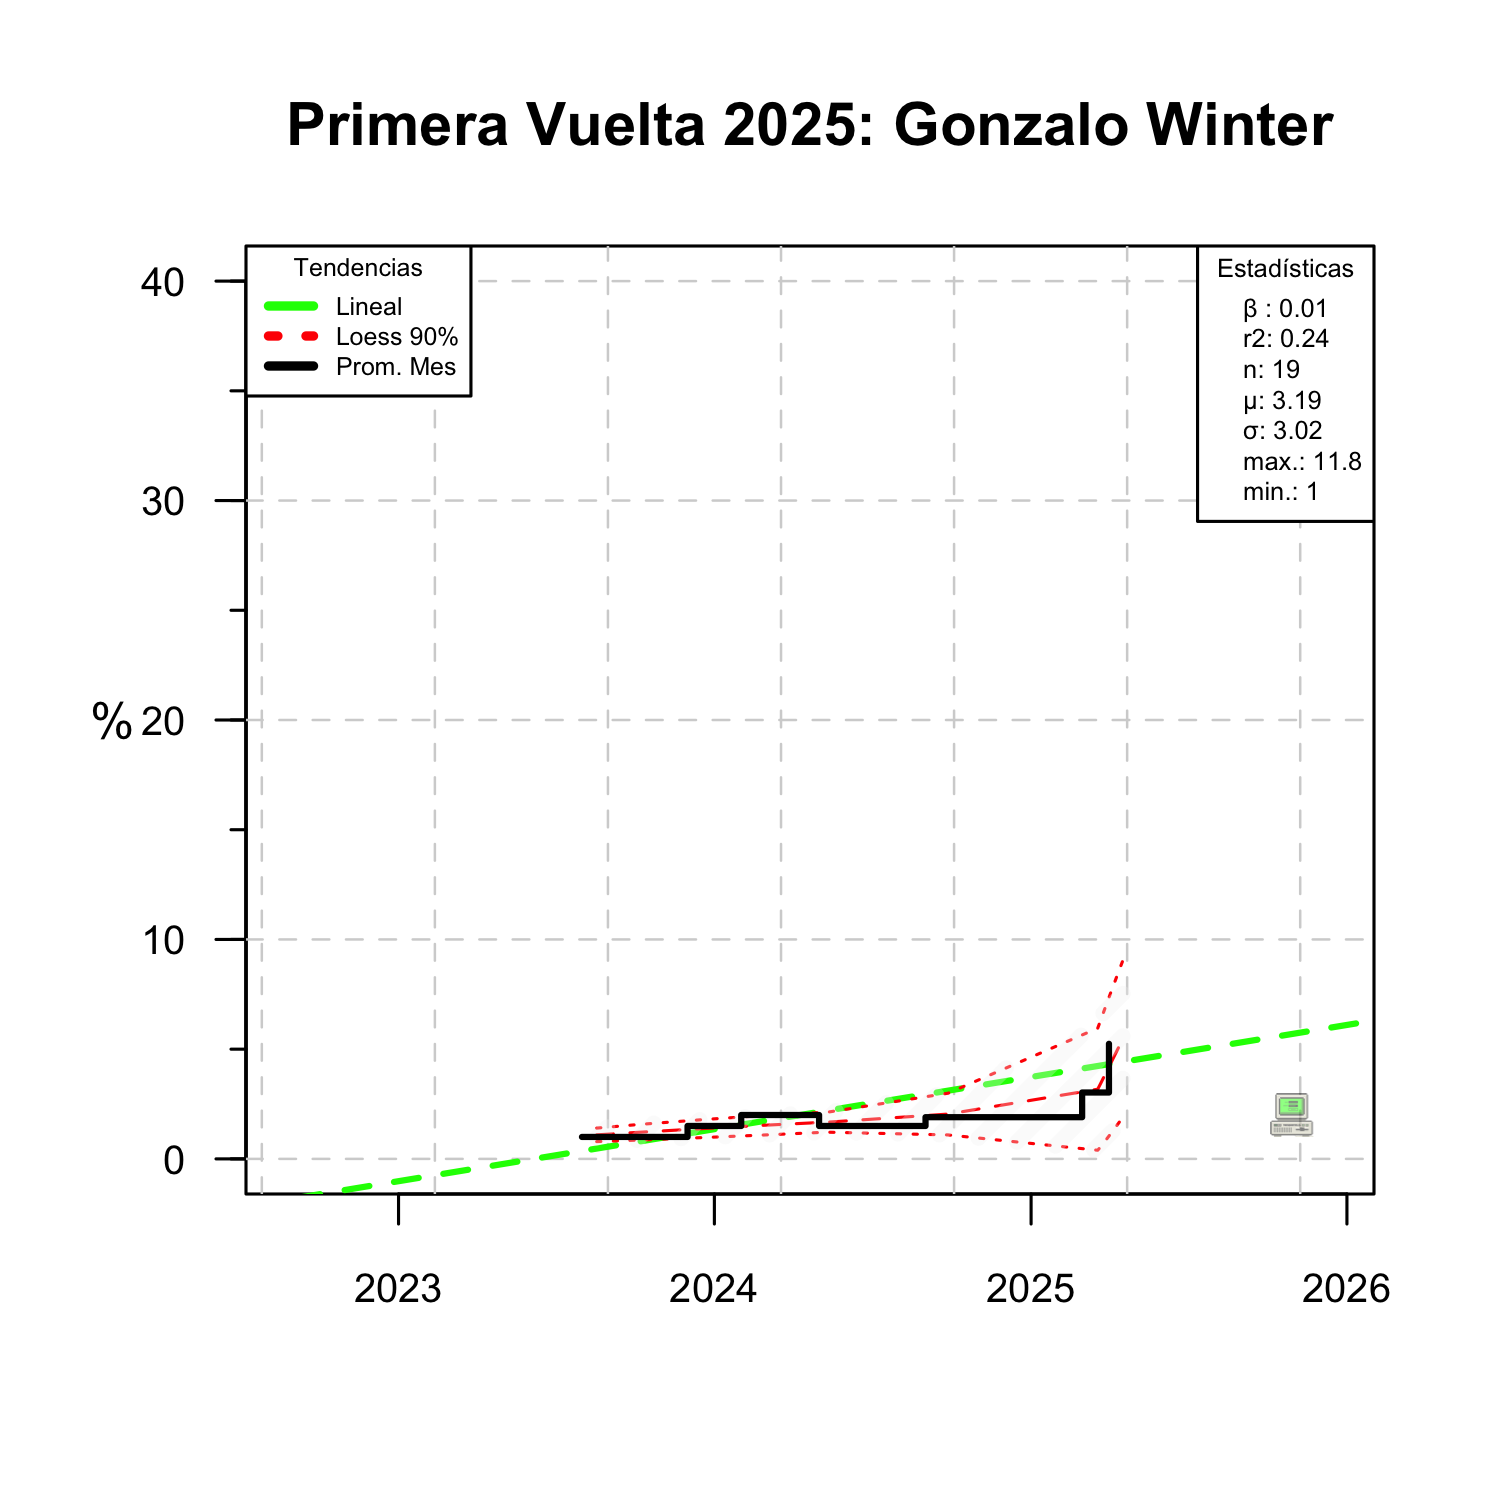 Primera Vuelta 2025: Gonzalo Winter
Tendencias
Lineal
Loess 90%
Prom. Mes
Estadísticas
β : 0.01
r2: 0.24
n: 19
μ: 3.19
σ: 3.02
max.: 11.8
min.: 1
40
30
% 20
10
0
2023 2024 2025 2026